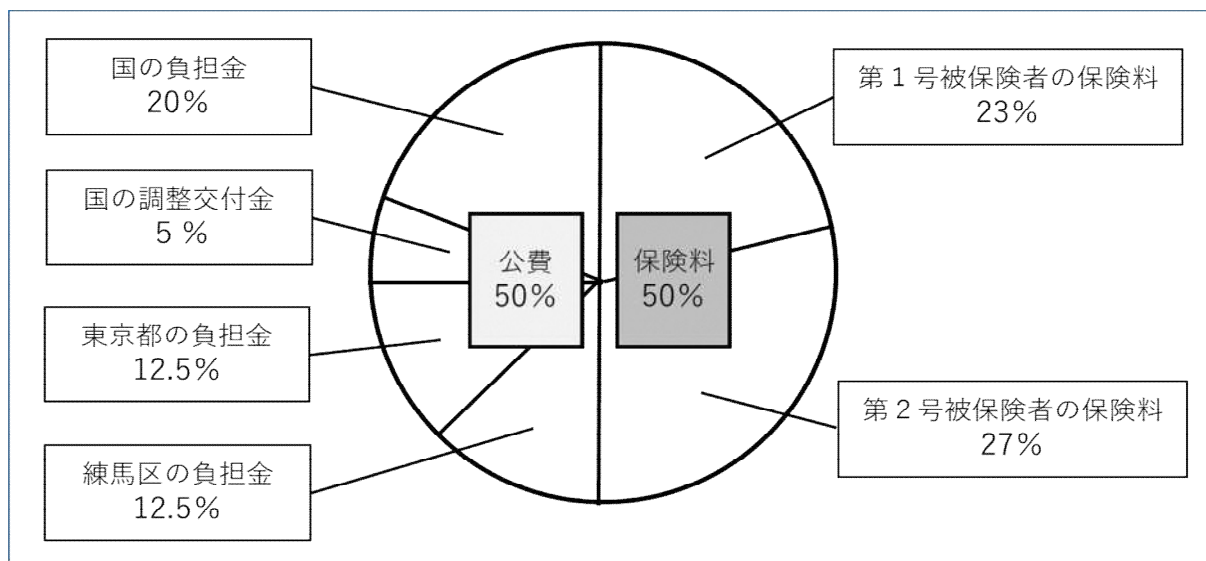 国の負担金
20%
国の調整交付金
5 %
東京都の負担金
12.5%
練馬区の負担金
12.5%
公費
50%
保険料
50%
第1号被保険者の保険料
23%
第2号被保険者の保険料
27%